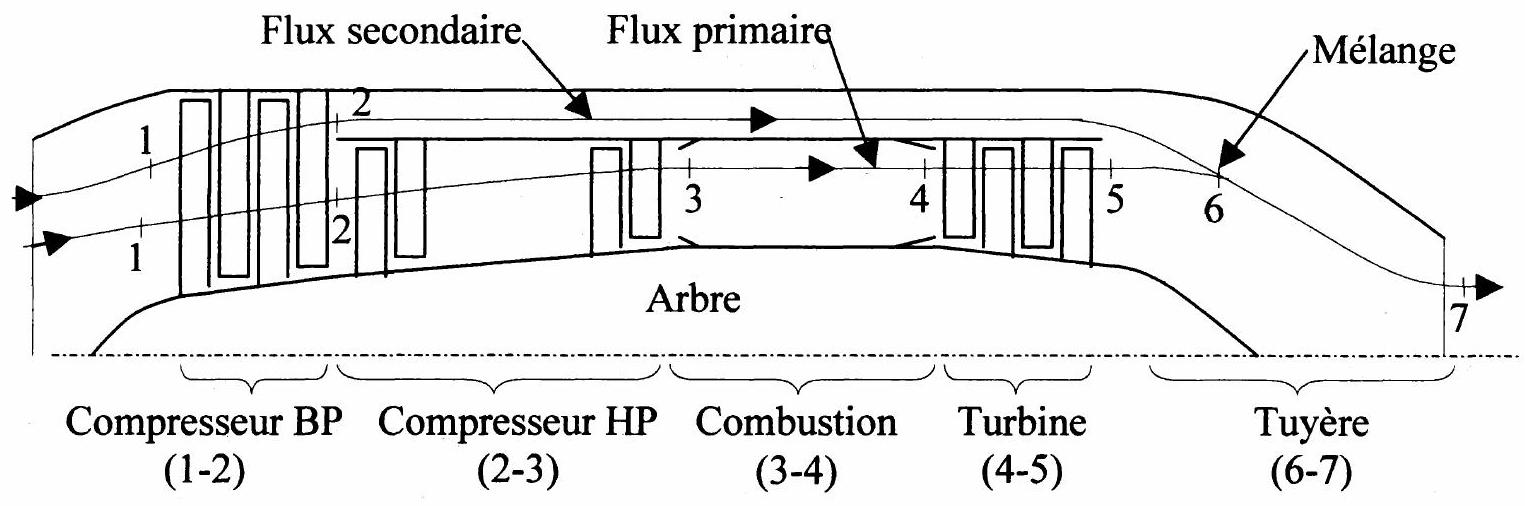 Flux secondaire
Flux primaire
Mélange
1
2
1
2
3
4
5
6
7
Arbre
Compresseur BP
(1-2)
Compresseur HP
(2-3)
Combustion
(3-4)
Turbine
(4-5)
Tuyère
(6-7)